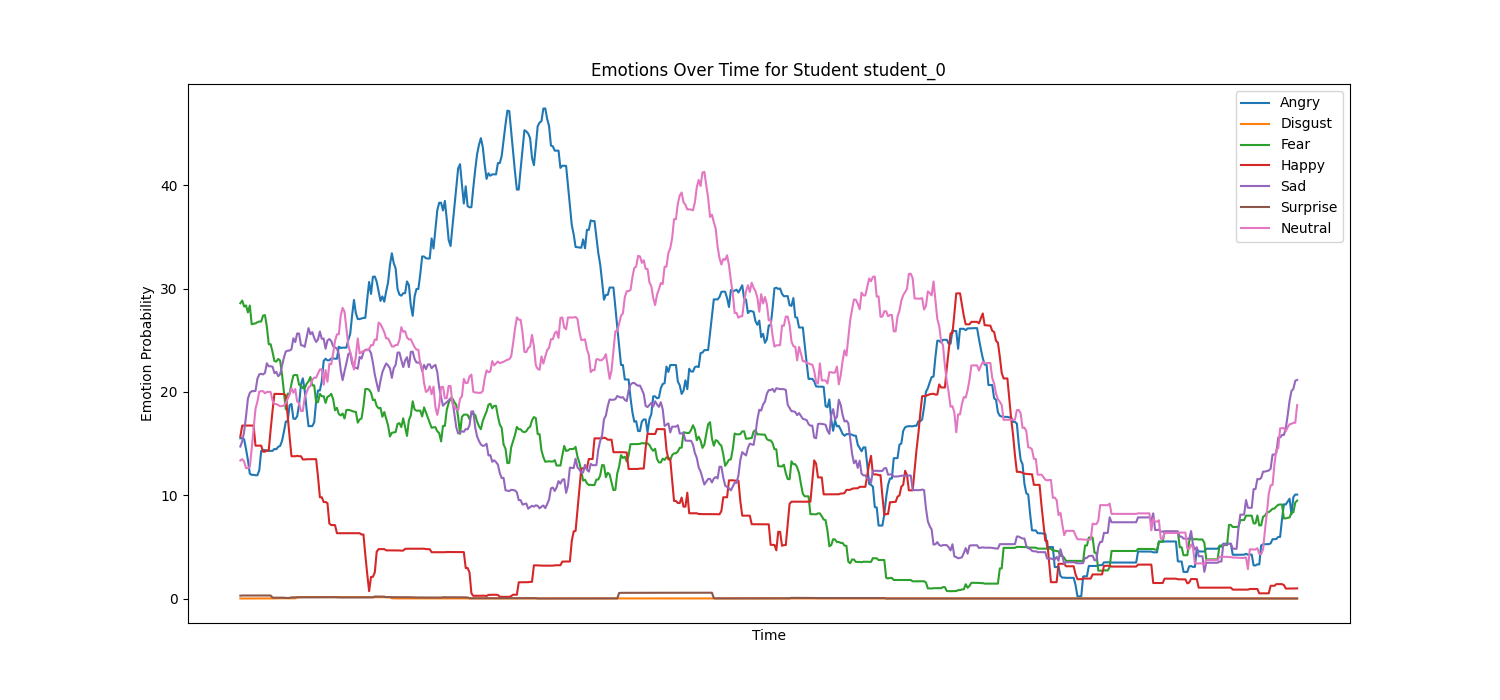 Emotions Over Time for Student student_0
Angry
Disgust
Fear
Happy
Sad
Surprise
Neutral
Emotion Probability
40
30
20
10
0
Time